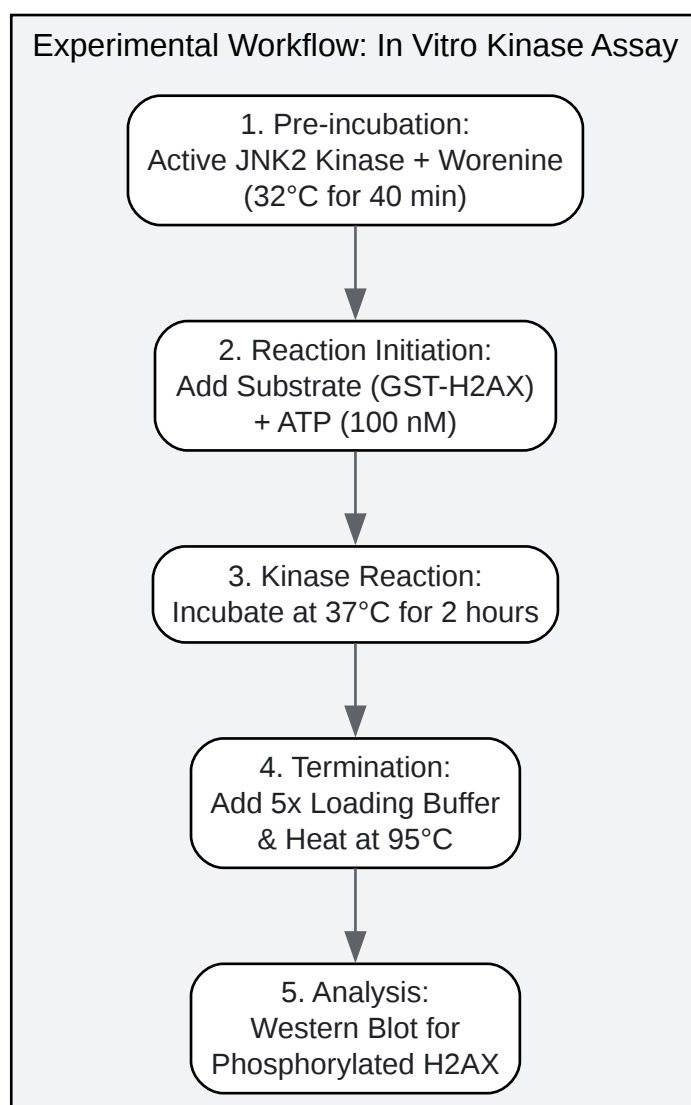 Experimental Workflow: In Vitro Kinase Assay
1. Pre-incubation:
Active JNK2 Kinase + Worenine
(32°C for 40 min)
2. Reaction Initiation:
Add Substrate (GST-H2AX)
+ ATP (100 nM)
3. Kinase Reaction:
Incubate at 37°C for 2 hours
4. Termination:
Add 5x Loading Buffer
& Heat at 95°C
5. Analysis:
Western Blot for
Phosphorylated H2AX